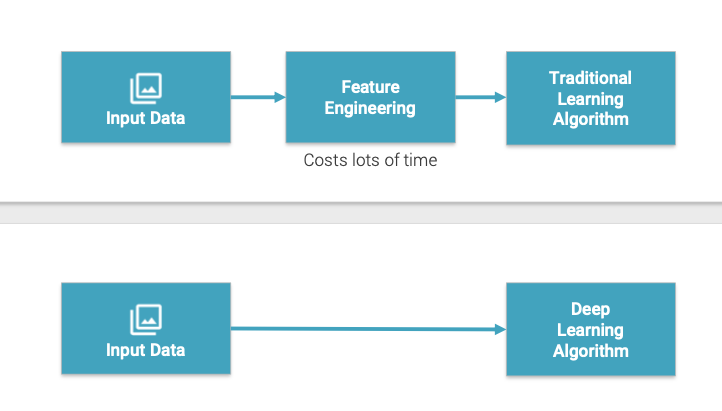 Input Data
Feature
Engineering
Traditional
Learning
Algorithm
Costs lots of time
Input Data
Deep
Learning
Algorithm